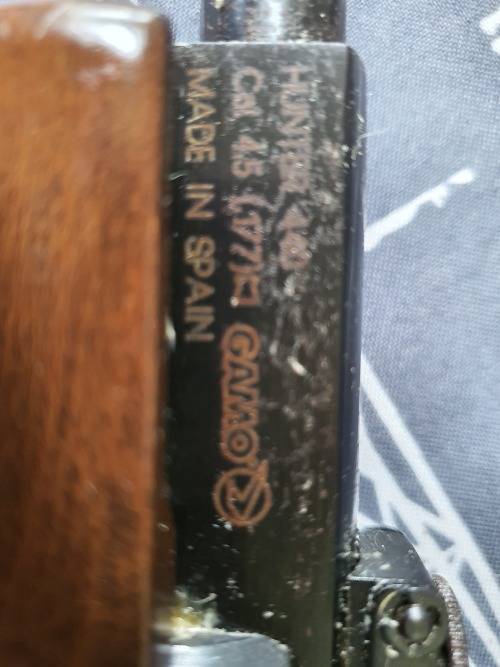 HUNTER 440
Cal. 4.5 (.177)
GAMO
MADE IN SPAIN